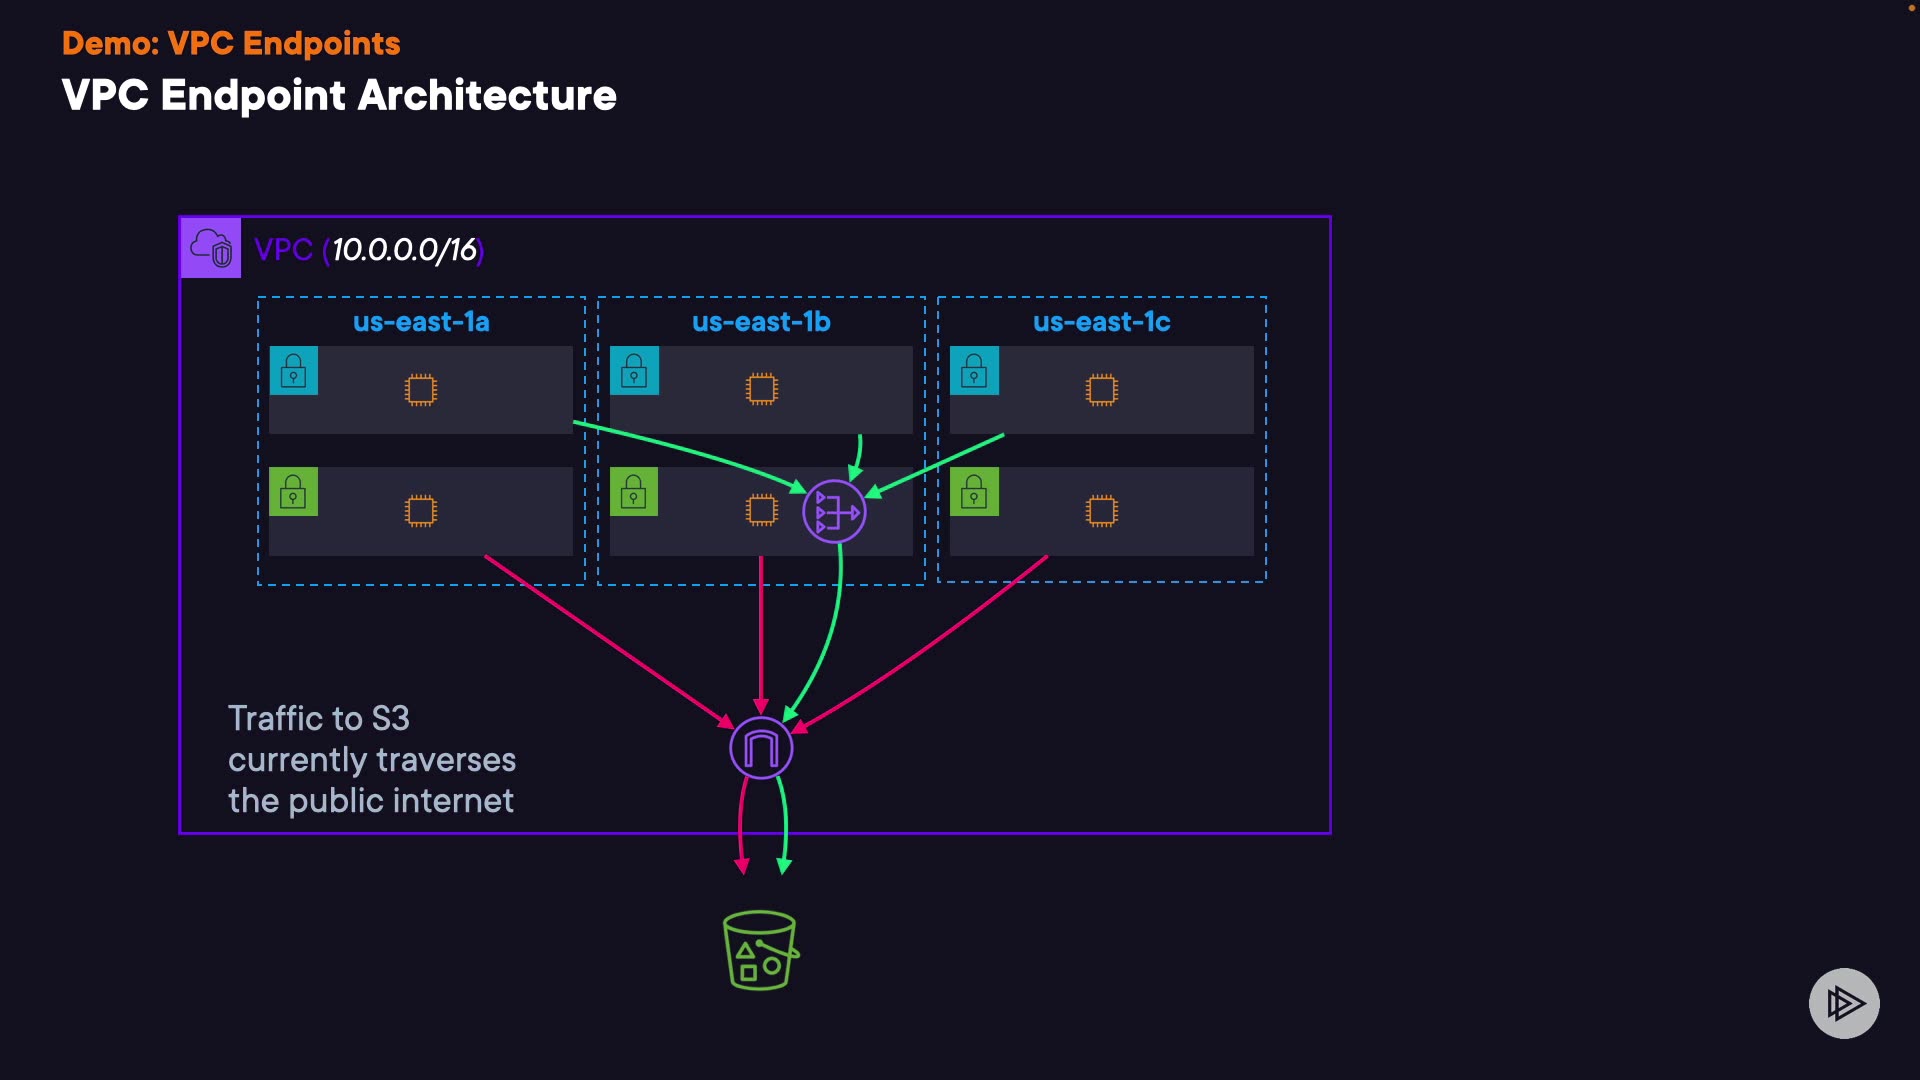 Demo: VPC Endpoints
VPC Endpoint Architecture
VPC (10.0.0.0/16)
us-east-1a
us-east-1b
us-east-1c
Traffic to S3
currently traverses
the public internet